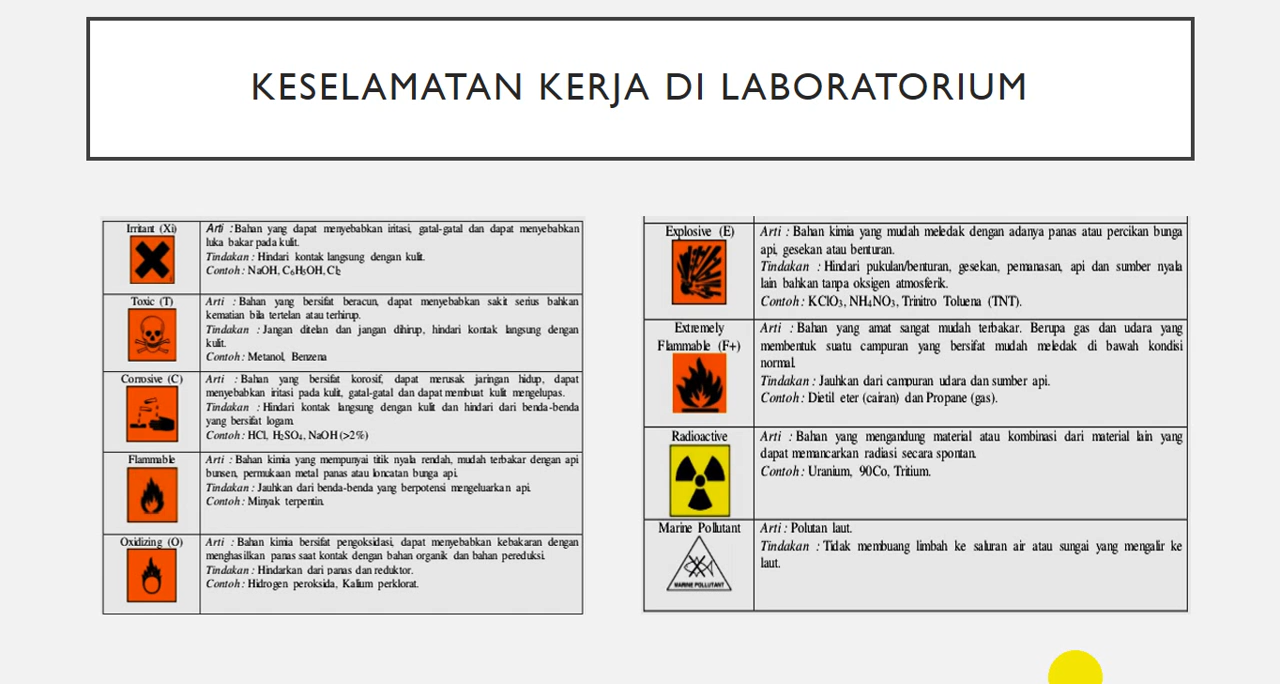 KESELAMATAN KERJA DI LABORATORIUM
Irritant (Xi)
Arti : Bahan yang dapat menyebabkan iritasi, gatal-gatal dan dapat menyebabkan
luka bakar pada kulit.
Tindakan : Hindari kontak langsung dengan kulit.
Contoh : NaOH, C₆H₅OH, Cl₂
Toxic (T)
Arti : Bahan yang bersifat beracun, dapat menyebabkan sakit serius bahkan
kematian bila tertelan atau terhirup.
Tindakan : Jangan ditelan dan jangan dihirup, hindari kontak langsung dengan
kulit.
Contoh : Metanol, Benzena
Corrosive (C)
Arti : Bahan yang bersifat korosif, dapat merusak jaringan hidup, dapat
menyebabkan iritasi pada kulit, gatal-gatal dan dapat membuat kulit mengelupas.
Tindakan : Hindari kontak langsung dengan kulit dan hindari dari benda-benda
yang bersifat logam.
Contoh : HCl, H₂SO₄, NaOH (>2%)
Flammable
Arti : Bahan kimia yang mempunyai titik nyala rendah, mudah terbakar dengan api
bunsen, permukaan metal panas atau loncatan bunga api.
Tindakan : Jauhkan dari benda-benda yang berpotensi mengeluarkan api.
Contoh : Minyak terpentin.
Oxidizing (O)
Arti : Bahan kimia bersifat pengoksidasi, dapat menyebabkan kebakaran dengan
menghasilkan panas saat kontak dengan bahan organik dan bahan pereduksi.
Tindakan : Hindarkan dari panas dan reduktor.
Contoh : Hidrogen peroksida, Kalium perklorat.
Explosive (E)
Arti : Bahan kimia yang mudah meledak dengan adanya panas atau percikan bunga
api, gesekan atau benturan.
Tindakan : Hindari pukulan/benturan, gesekan, pemanasan, api dan sumber nyala
lain bahkan tanpa oksigen atmosferik.
Contoh : KClO₃, NH₄NO₃, Trinitro Toluena (TNT).
Extremely
Flammable (F+)
Arti : Bahan yang amat sangat mudah terbakar. Berupa gas dan udara yang
membentuk suatu campuran yang bersifat mudah meledak di bawah kondisi
normal.
Tindakan : Jauhkan dari campuran udara dan sumber api.
Contoh : Dietil eter (cairan) dan Propane (gas).
Radioactive
Arti : Bahan yang mengandung material atau kombinasi dari material lain yang
dapat memancarkan radiasi secara spontan.
Contoh : Uranium, 90Co, Tritium.
Marine Pollutant
MARINE POLLUTANT
Arti : Polutan laut.
Tindakan : Tidak membuang limbah ke saluran air atau sungai yang mengalir ke
laut.